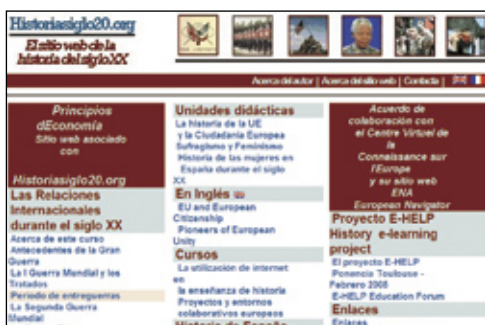 Historiasiglo20.org
El sitio web de la
historia del siglo XX
Acerca del autor | Acerca del sitio web | Contacta |
Principios
dEconomía
Sitio web asociado
con
Historiasiglo20.org
Las Relaciones
Internacionales
durante el siglo XX
Acerca de este curso
Antecedentes de la Gran
Guerra
La I Guerra Mundial y los
Tratados
Periodo de entreguerras
La Segunda Guerra
Mundial
Unidades didácticas
La historia de la UE
y la Ciudadanía Europea
Sufragismo y Feminismo
Historia de las mujeres en
España durante el siglo
XX
En Inglés
EU and European
Citizenship
Pioneers of European
Unity
Cursos
La utilización de internet
en
la enseñanza de historia
Proyectos y entornos
colaborativos europeos
Historia de España
Acuerdo de
colaboración con
el Centre Virtuel de
la
Connaissance sur
l'Europe
y su sitio web
ENA
European Navigator
Proyecto E-HELP
History e-learning
project
El proyecto E-HELP
Ponencia Toulouse -
Febrero 2005
E-HELP Education Forum
Enlaces
Enlaces